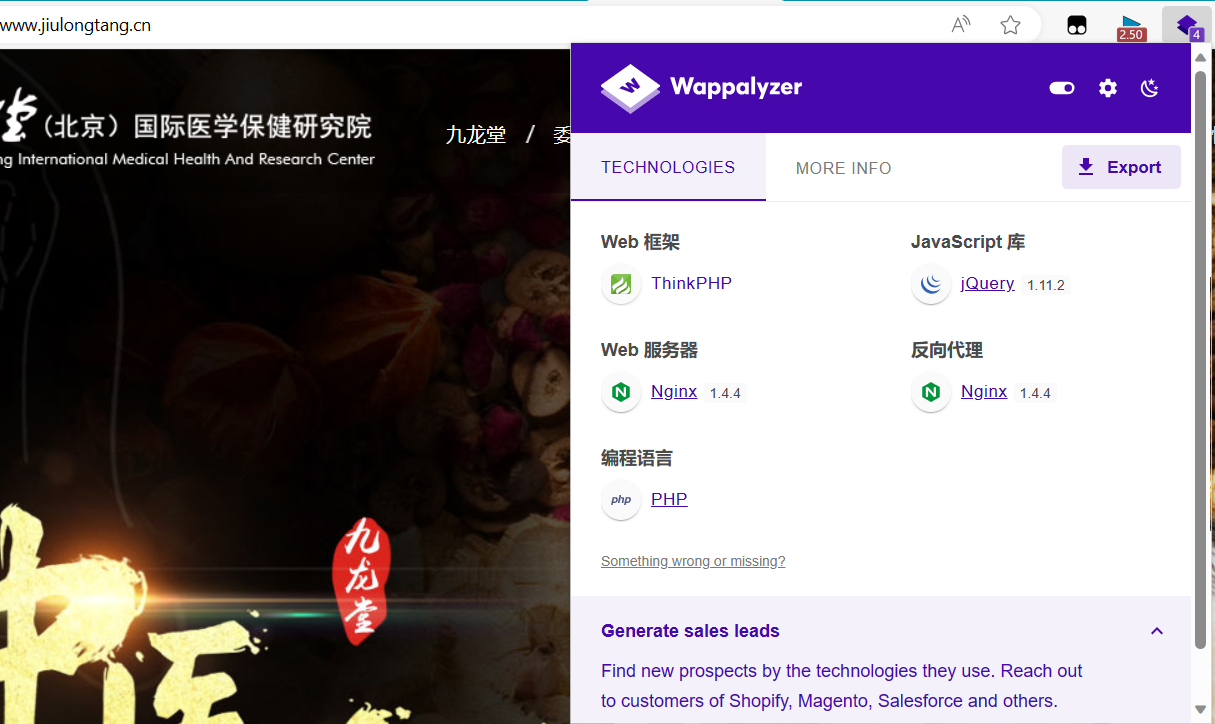 www.jiulongtang.cn
A
2.50
4
Wappalyzer
堂（北京）国际医学保健研究院
ng International Medical Health And Research Center
九龙堂 / 委
TECHNOLOGIES
MORE INFO
Export
Web 框架
ThinkPHP
JavaScript 库
jQuery 1.11.2
Web 服务器
Nginx 1.4.4
反向代理
Nginx 1.4.4
编程语言
php PHP
Something wrong or missing?
九龙堂
中医
Generate sales leads
Find new prospects by the technologies they use. Reach out
to customers of Shopify, Magento, Salesforce and others.